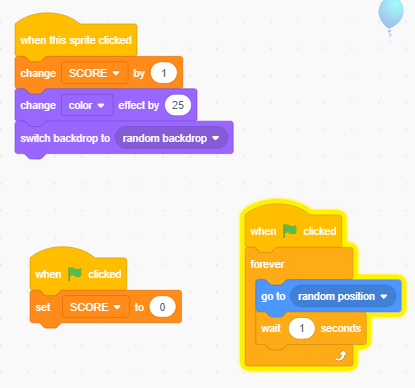 when this sprite clicked
change SCORE by 1
change color effect by 25
switch backdrop to random backdrop
when clicked
set SCORE to 0
when clicked
forever
go to random position
wait 1 seconds